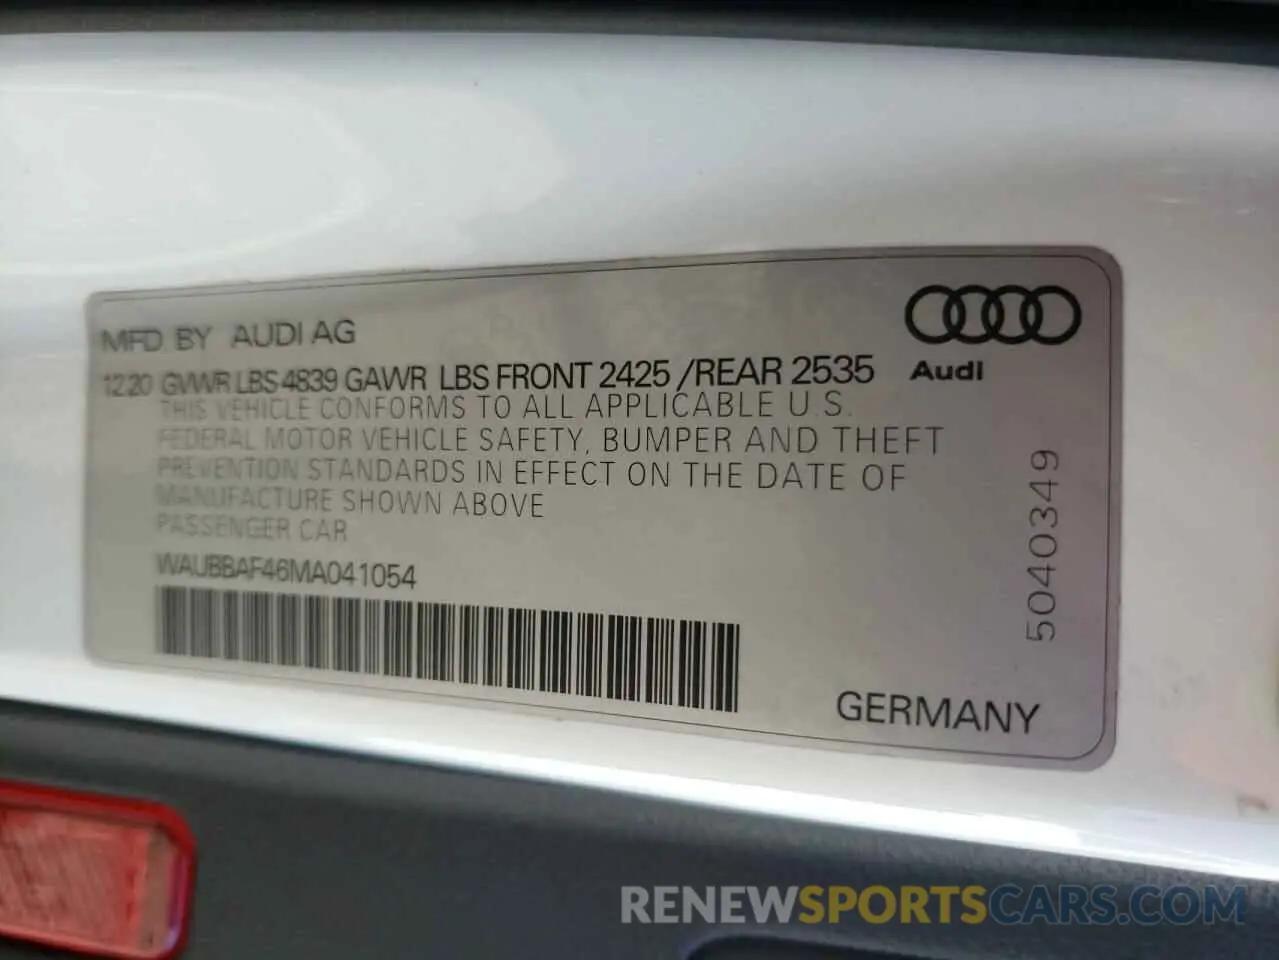 MFD BY AUDI AG
12.20 GVWR LBS 4839 GAWR LBS FRONT 2425 /REAR 2535
THIS VEHICLE CONFORMS TO ALL APPLICABLE U.S.
FEDERAL MOTOR VEHICLE SAFETY, BUMPER AND THEFT
PREVENTION STANDARDS IN EFFECT ON THE DATE OF
MANUFACTURE SHOWN ABOVE
PASSENGER CAR
WAUBBAF46MA041054
Audi
5040349
GERMANY
RENEWSPORTSCARS.COM